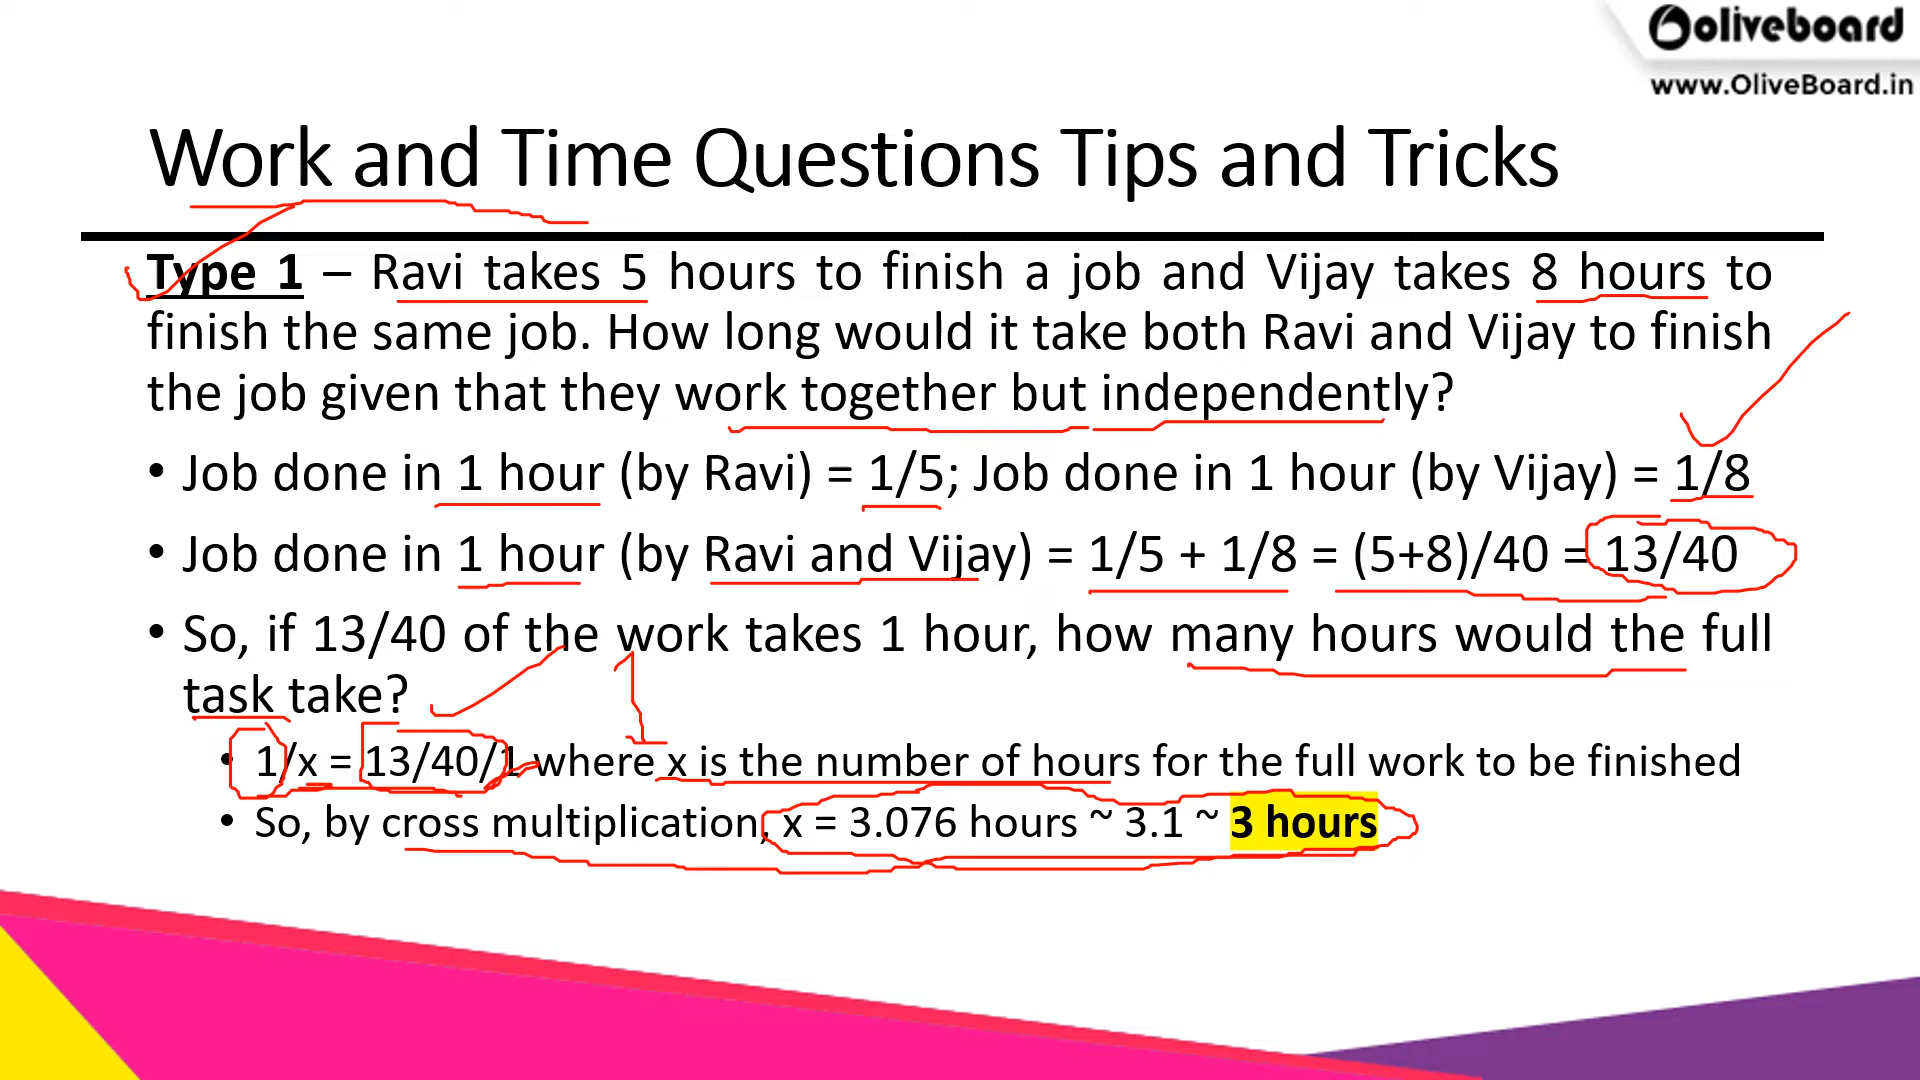 oliveboard
www.OliveBoard.in
Work and Time Questions Tips and Tricks
Type 1 – Ravi takes 5 hours to finish a job and Vijay takes 8 hours to
finish the same job. How long would it take both Ravi and Vijay to finish
the job given that they work together but independently?
• Job done in 1 hour (by Ravi) = 1/5; Job done in 1 hour (by Vijay) = 1/8
• Job done in 1 hour (by Ravi and Vijay) = 1/5 + 1/8 = (5+8)/40 = 13/40
• So, if 13/40 of the work takes 1 hour, how many hours would the full
task take?
1
• 1/x = 13/40/1 where x is the number of hours for the full work to be finished
• So, by cross multiplication, x = 3.076 hours ~ 3.1 ~ 3 hours